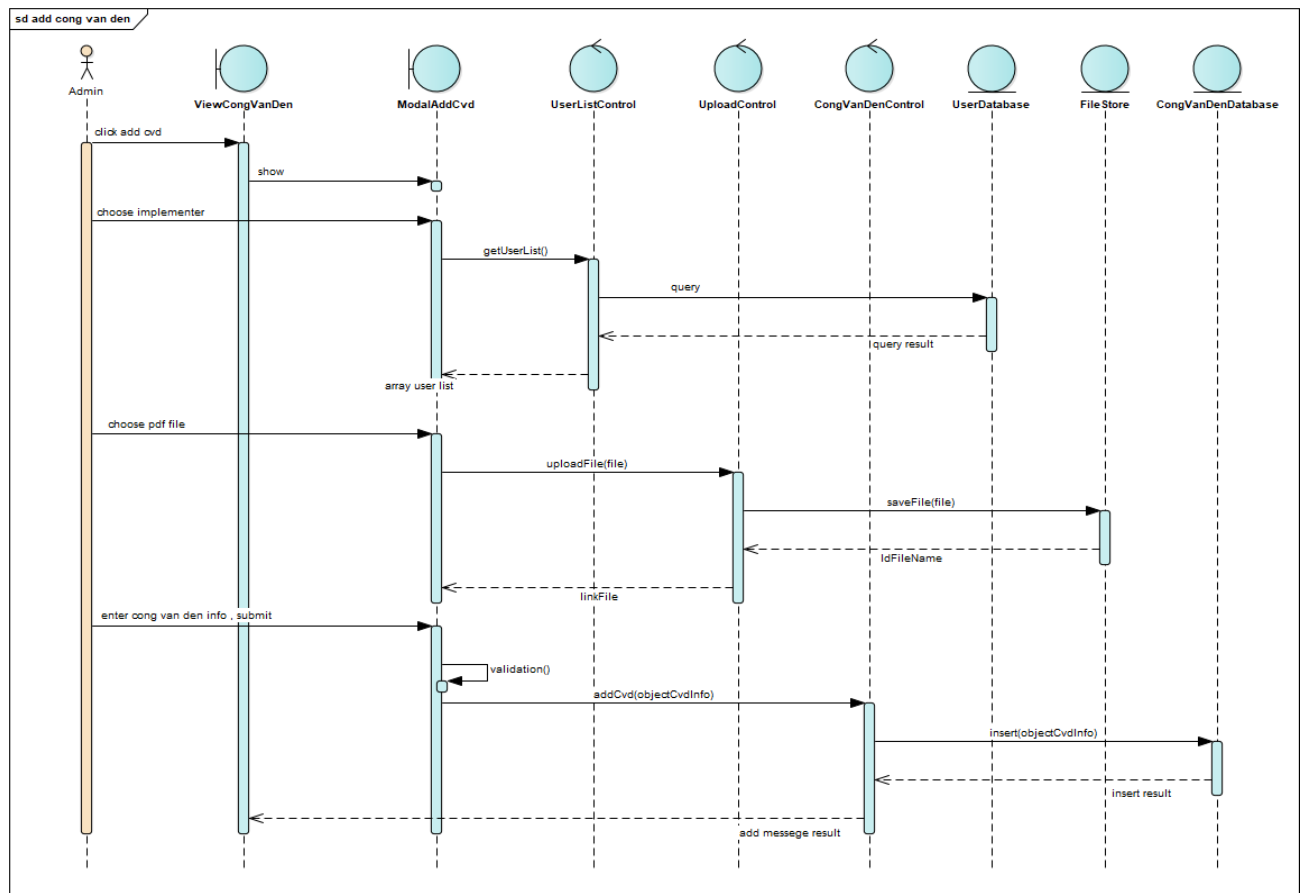 sd add cong van den
Admin
ViewCongVanDen
ModalAddCvd
UserListControl
UploadControl
CongVanDenControl
UserDatabase
FileStore
CongVanDenDatabase
click add cvd
show
choose implementer
getUserList()
query
query result
array user list
choose pdf file
uploadFile(file)
saveFile(file)
IdFileName
linkFile
enter cong van den info , submit
validation()
addCvd(objectCvdInfo)
insert(objectCvdInfo)
insert result
add messege result